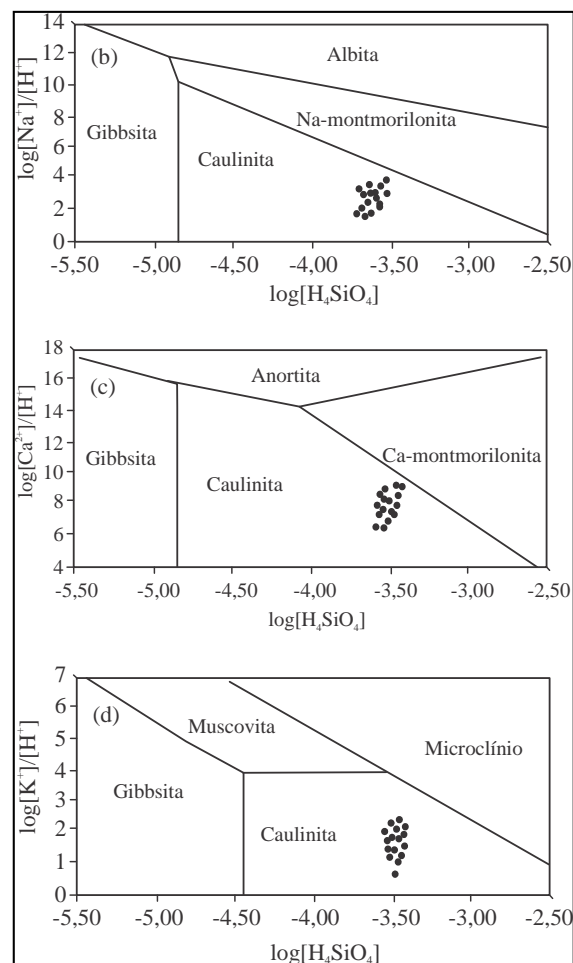 14
12
10
8
6
4
2
0
log[Na⁺]/[H⁺]
(b)
Albita
Gibbsita
Na-montmorilonita
Caulinita
-5,50 -5,00 -4,50 -4,00 -3,50 -3,00 -2,50
log[H₄SiO₄]
18
16
14
12
10
8
6
4
log[Ca²⁺]/[H⁺]
(c)
Anortita
Gibbsita
Caulinita
Ca-montmorilonita
-5,50 -5,00 -4,50 -4,00 -3,50 -3,00 -2,50
log[H₄SiO₄]
7
6
5
4
3
2
1
0
log[K⁺]/[H⁺]
(d)
Muscovita
Microclínio
Gibbsita
Caulinita
-5,50 -5,00 -4,50 -4,00 -3,50 -3,00 -2,50
log[H₄SiO₄]